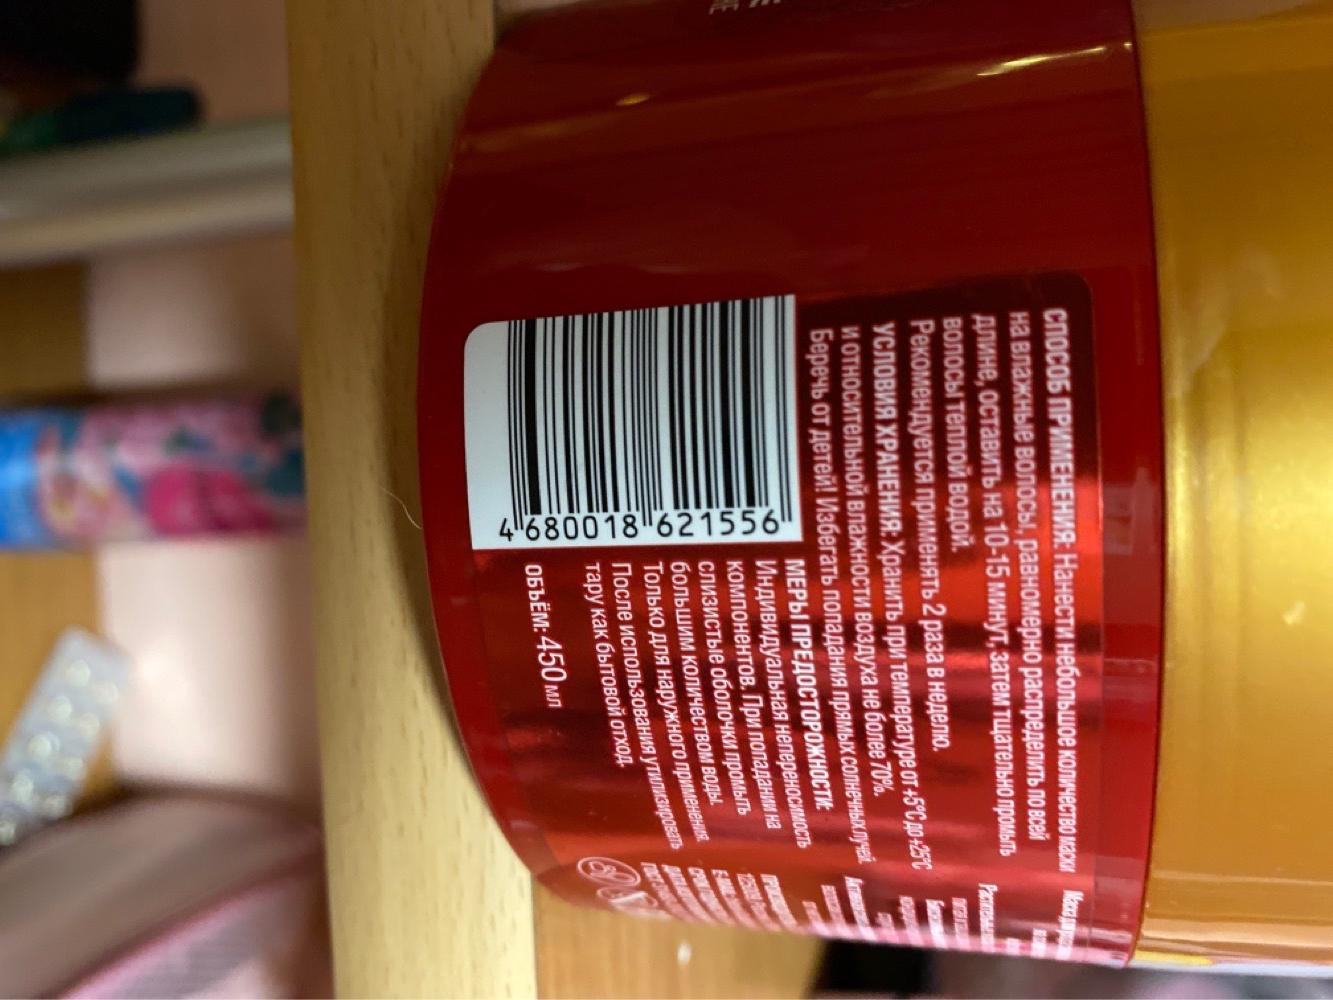 СПОСОБ ПРИМЕНЕНИЯ: Нанести небольшое количество маски
на влажные волосы, равномерно распределить по всей
длине, оставить на 10-15 минут, затем тщательно промыть
волосы теплой водой.
Рекомендуется применять 2 раза в неделю.
УСЛОВИЯ ХРАНЕНИЯ: Хранить при температуре от +5°С до +25°С
и относительной влажности воздуха не более 70%.
Беречь от детей! Избегать попадания прямых солнечных лучей.
4 680018 621556
МЕРЫ ПРЕДОСТОРОЖНОСТИ:
Индивидуальная непереносимость
компонентов. При попадании на
слизистые оболочки промыть
большим количеством воды.
Только для наружного применения.
После использования утилизировать
тару как бытовой отход.
ОБЪЁМ: 450 мл